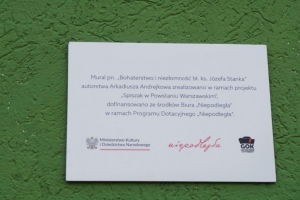 Mural pn. „Bohaterstwo i niezłomność bł. ks. Józefa Stanka"
autorstwa Arkadiusza Andrejkowa zrealizowano w ramach projektu
„Spiszak w Powstaniu Warszawskim",
dofinansowano ze środków Biura „Niepodległa"
w ramach Programu Dotacyjnego „Niepodległa".
Ministerstwo Kultury
i Dziedzictwa Narodowego
niepodległa
GOK